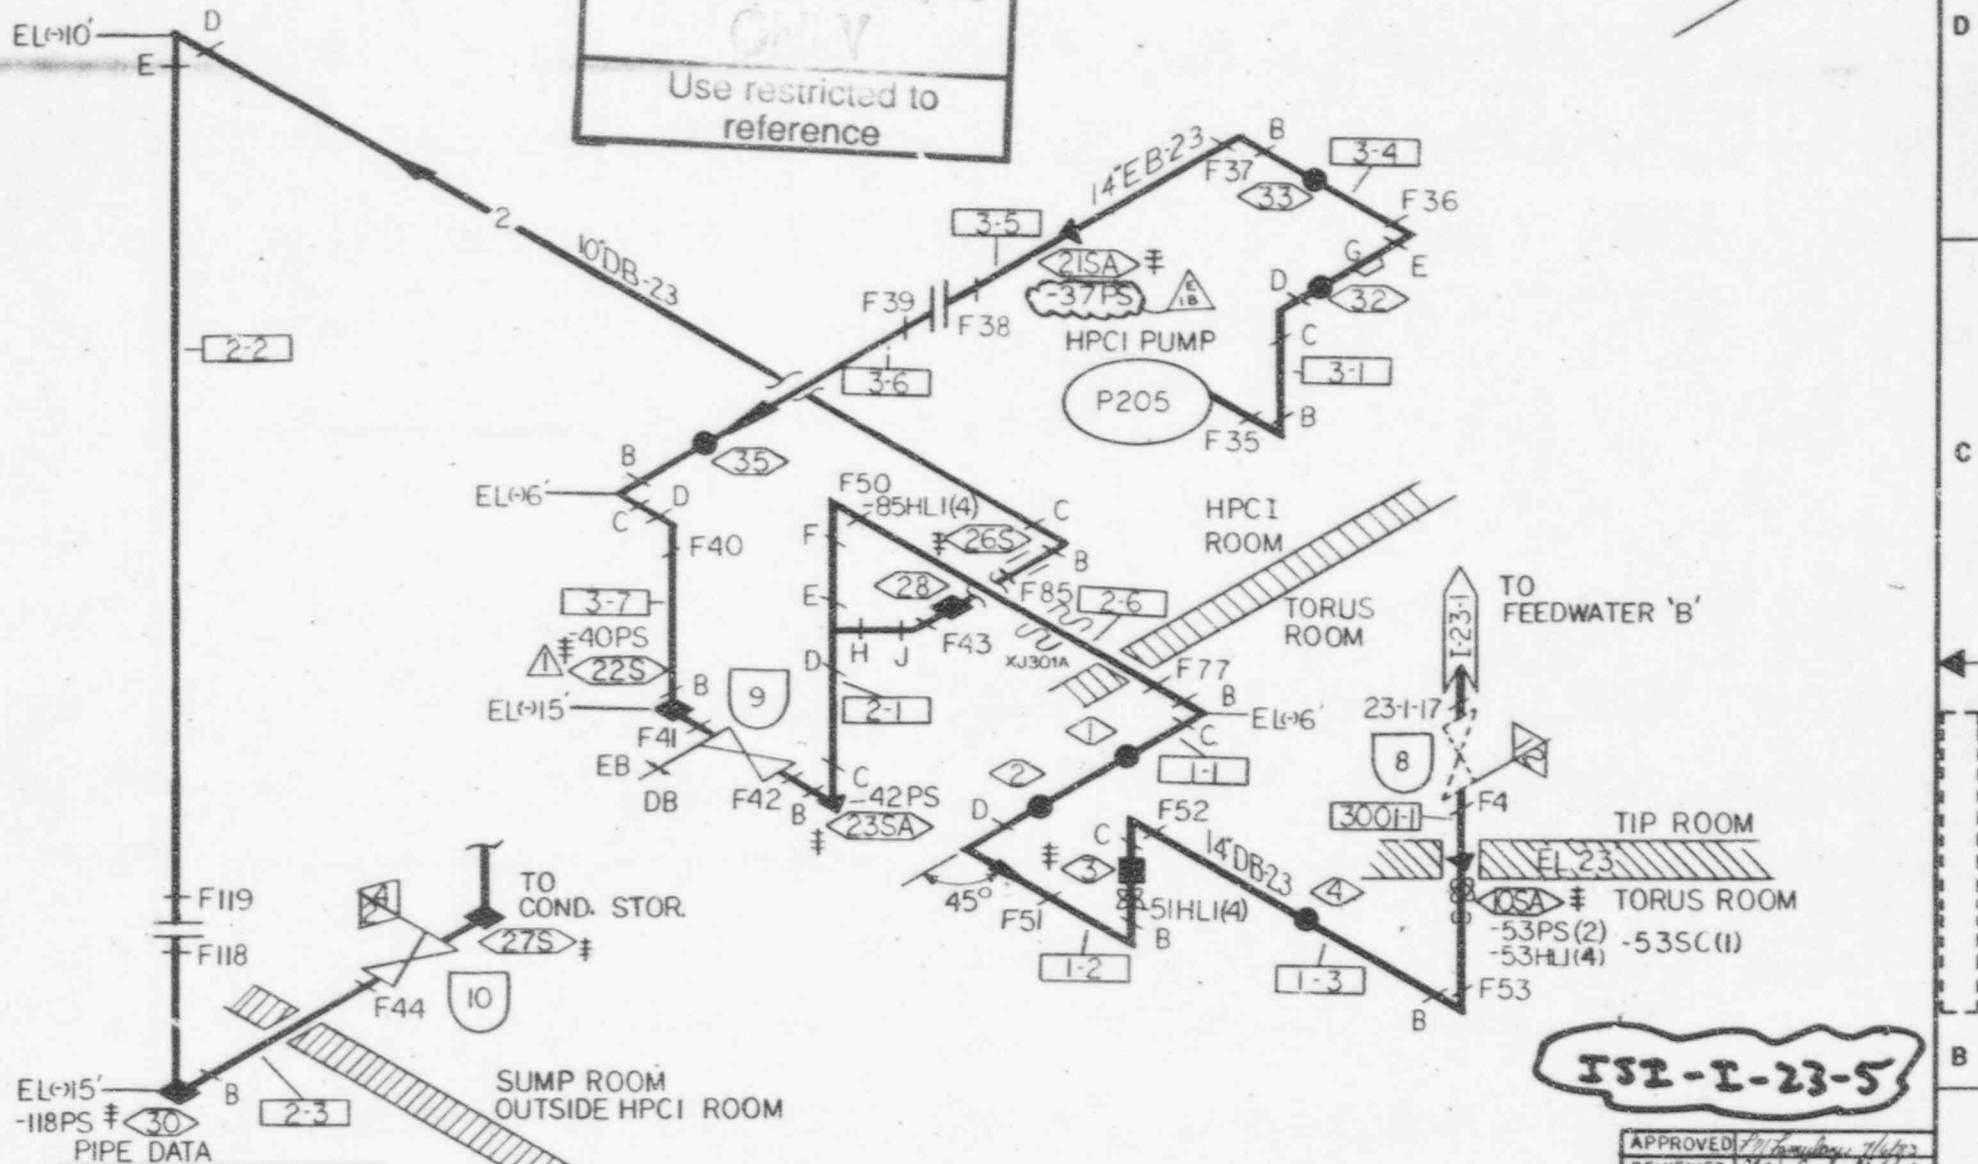 ONLY
Use restricted to
reference
D
EL(-)10'
D
E
B
3-4
14"EB-23
F37
33
F36
2
3-5
G
E
10"DB-23
21SA
D
-37PS
E
1B
32
F39
F38
C
2-2
HPCI PUMP
3-6
3-1
P205
B
F35
C
35
B
F50
EL(-)6'
D
-85HL1(4)
C
HPCI
ROOM
C
F
26S
F40
B
TO
FEEDWATER 'B'
28
F85
2-6
E
3-7
TORUS
ROOM
1-23-1
F43
-40PS
H
J
XJ301A
1
22S
D
F77
B
9
B
EL(-)15'
2-1
EL(-)6'
23-1-17
F41
1
C
8
EB
C
2
1-1
DB
F42
B
-42PS
D
F52
3001-1
F4
23SA
C
TIP ROOM
14"DB-23
3
EL.23
TO
COND. STOR.
4
F119
45°
10SA
TORUS ROOM
F51
51HL1(4)
27S
-53PS(2)
-53SC(1)
F118
B
-53HL1(4)
1-2
1-3
10
F44
F53
B
ISI-I-23-5
B
EL(-)15'
B
SUMP ROOM
OUTSIDE HPCI ROOM
-118PS
30
2-3
PIPE DATA
APPROVED